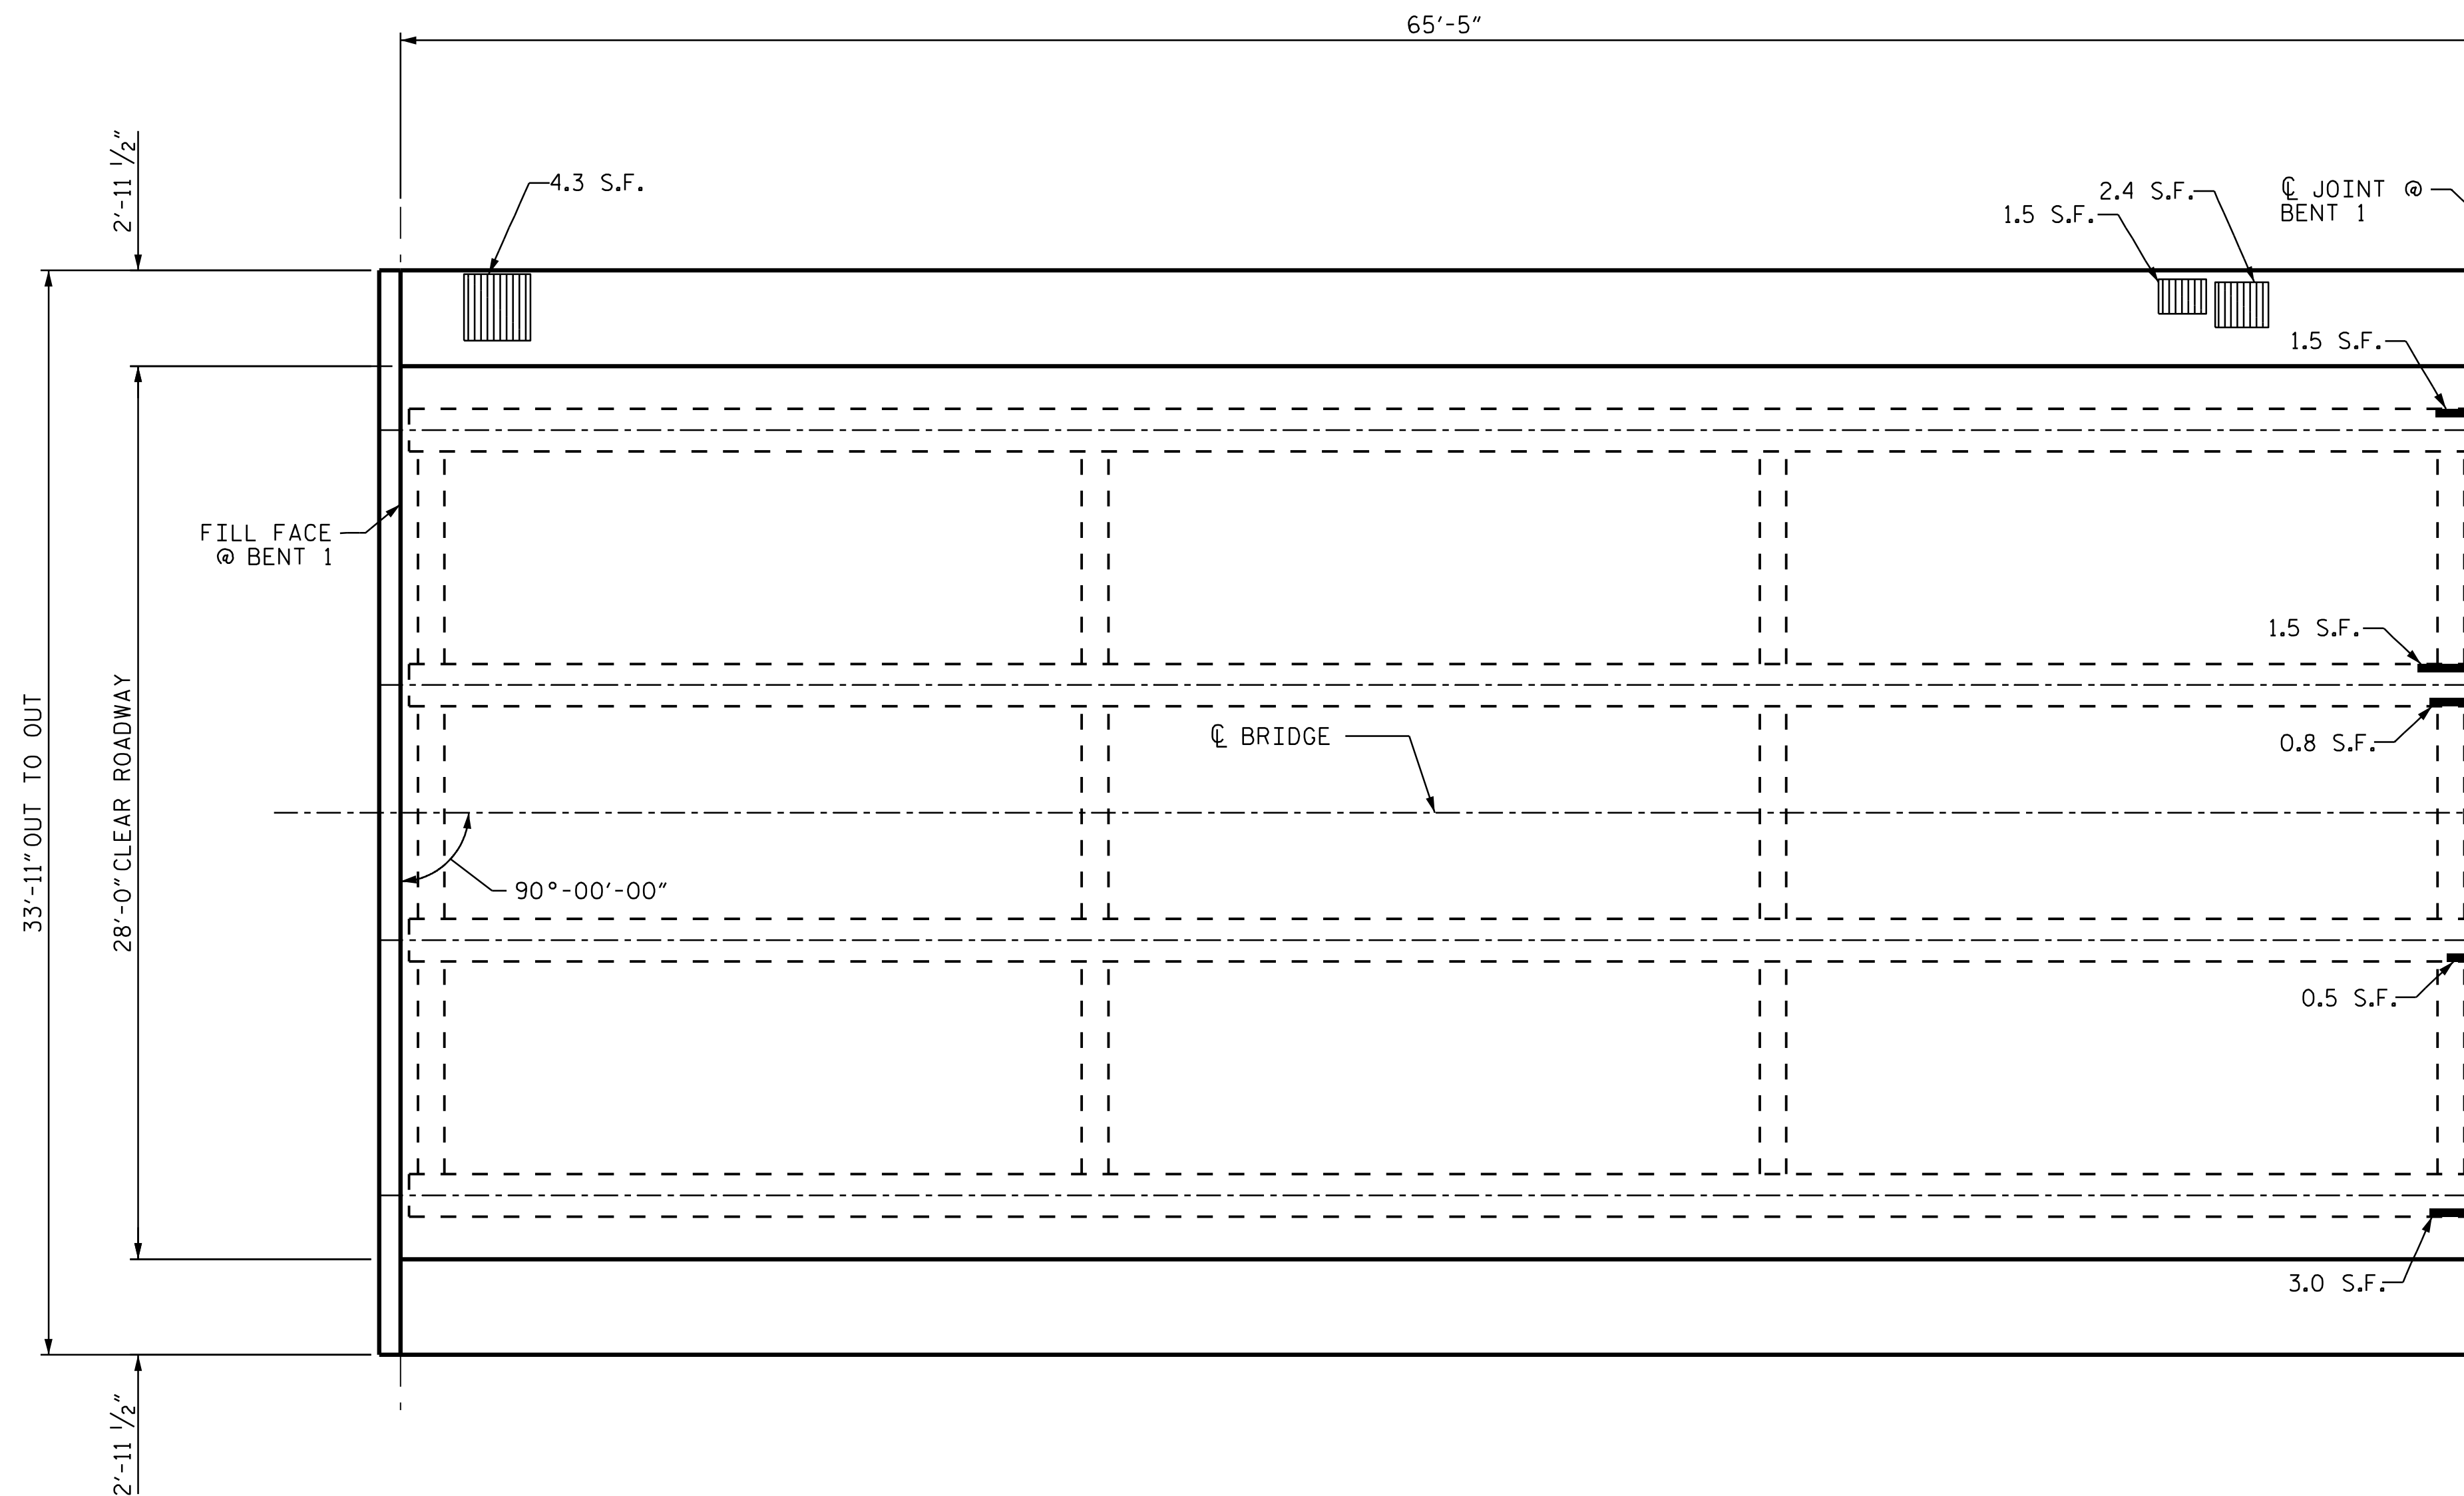 65'-5"
2'-11 1/2"
4.3 S.F.
2.4 S.F.
1.5 S.F.
℄ JOINT @
BENT 1
1.5 S.F.
FILL FACE
@ BENT 1
1.5 S.F.
0.8 S.F.
℄ BRIDGE
33'-11" OUT TO OUT
28'-0" CLEAR ROADWAY
90°-00'-00"
0.5 S.F.
3.0 S.F.
2'-11 1/2"